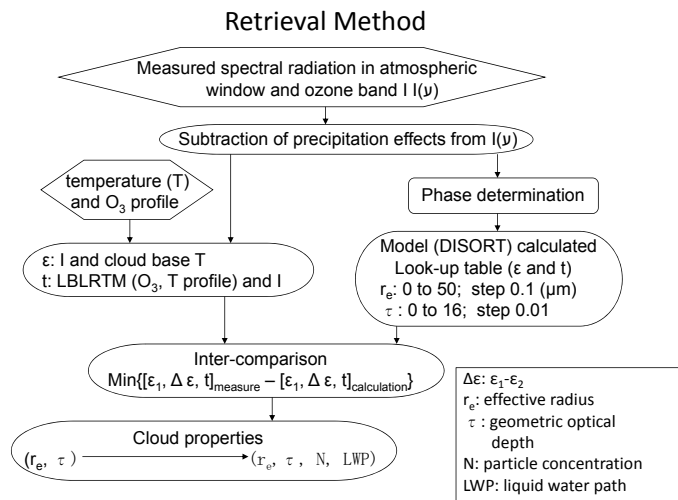 Retrieval Method
Measured spectral radiation in atmospheric
window and ozone band I I(ν)
Subtraction of precipitation effects from I(ν)
temperature (T)
and O₃ profile
Phase determination
ε: I and cloud base T
t: LBLRTM (O₃, T profile) and I
Model (DISORT) calculated
Look-up table (ε and t)
rₑ: 0 to 50; step 0.1 (μm)
τ : 0 to 16; step 0.01
Inter-comparison
Min{[ε₁, Δ ε, t]measure – [ε₁, Δ ε, t]calculation}
Cloud properties
(rₑ, τ) (rₑ, τ, N, LWP)
Δε: ε₁-ε₂
rₑ: effective radius
τ : geometric optical
depth
N: particle concentration
LWP: liquid water path